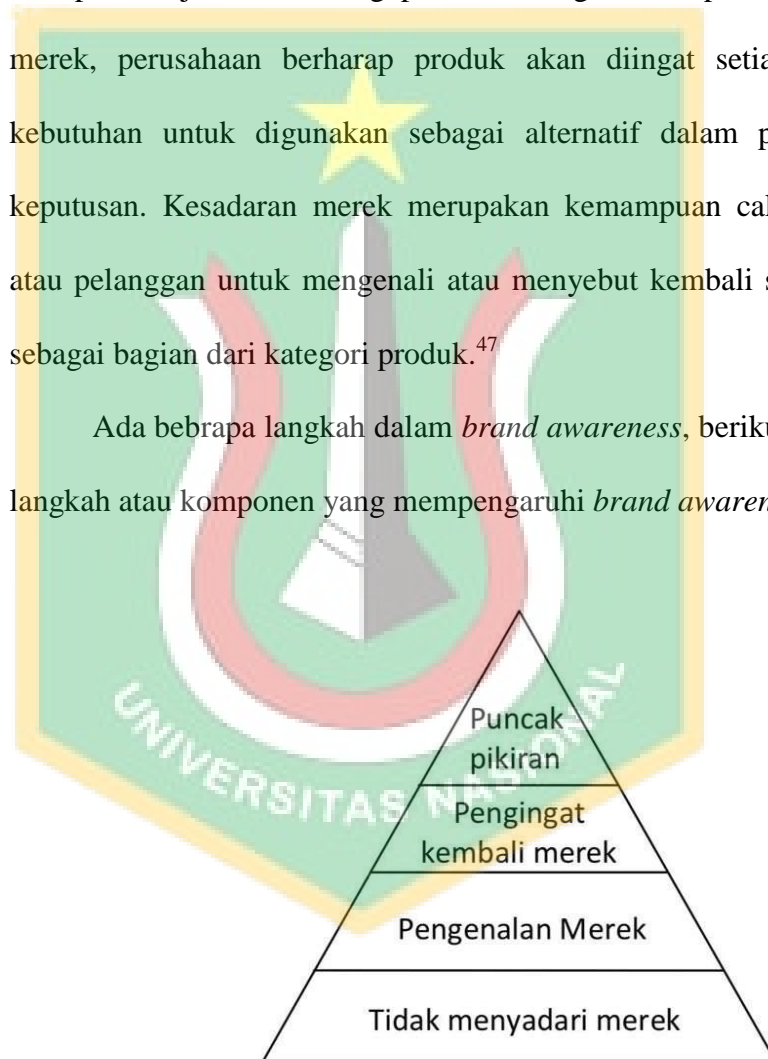 merek, perusahaan berharap produk akan diingat setia
kebutuhan untuk digunakan sebagai alternatif dalam p
keputusan. Kesadaran merek merupakan kemampuan cal
atau pelanggan untuk mengenali atau menyebut kembali s
sebagai bagian dari kategori produk.47
Ada bebrapa langkah dalam brand awareness, beriku
langkah atau komponen yang mempengaruhi brand awaren
UNIVERSITAS NASIONAL
Puncak
pikiran
Pengingat
kembali merek
Pengenalan Merek
Tidak menyadari merek